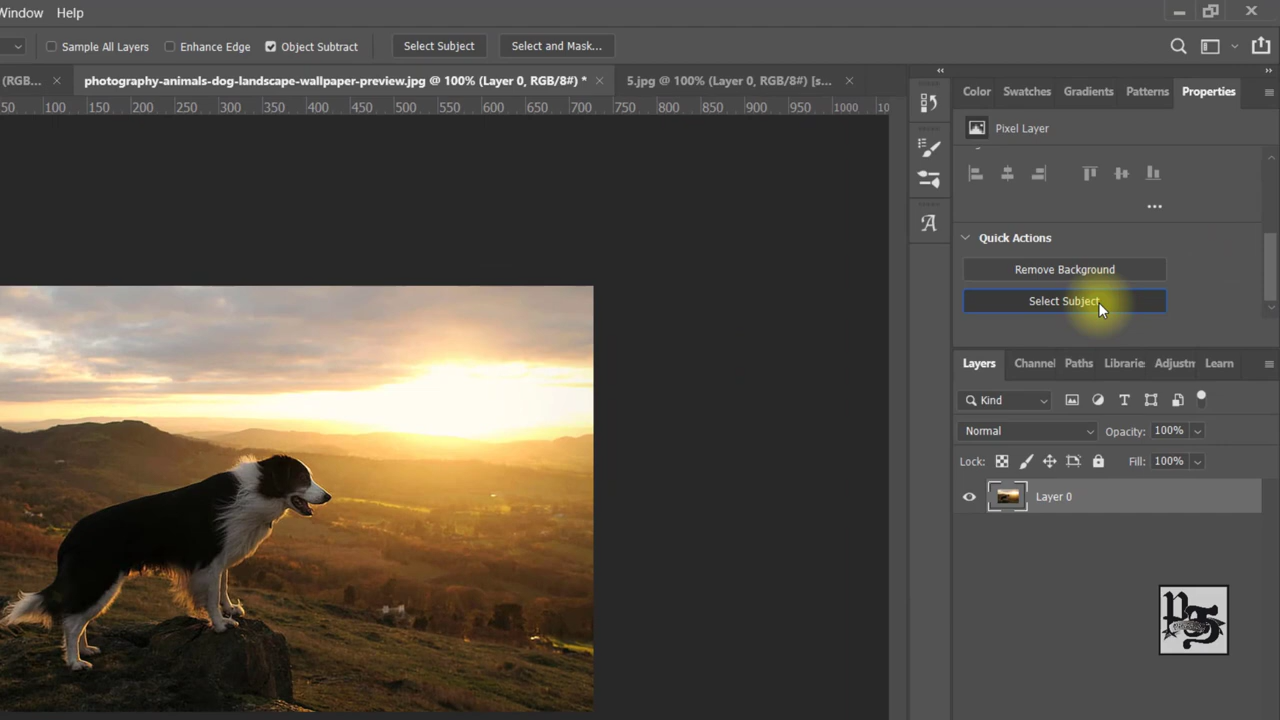 Window Help
Sample All Layers Enhance Edge Object Subtract Select Subject Select and Mask...
(RGB... photography-animals-dog-landscape-wallpaper-preview.jpg @ 100% (Layer 0, RGB/8#) * 5.jpg @ 100% (Layer 0, RGB/8#) [s...
50 100 150 200 250 300 350 400 450 500 550 600 650 700 750 800 850 900 950 1000 10
Color Swatches Gradients Patterns Properties
Pixel Layer
Quick Actions
Remove Background
Select Subject
Layers Channel Paths Librarie Adjustm Learn
Kind
Normal Opacity: 100%
Lock: Fill: 100%
Layer 0